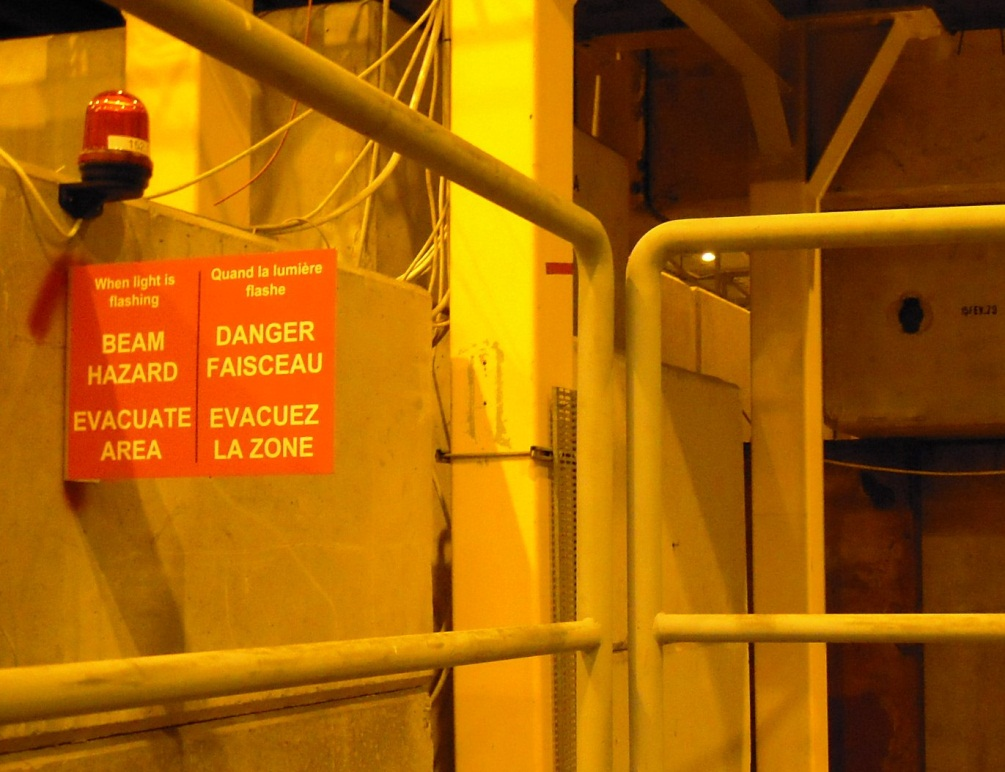 When light is
flashing
BEAM
HAZARD
EVACUATE
AREA
Quand la lumière
flashe
DANGER
FAISCEAU
EVACUEZ
LA ZONE